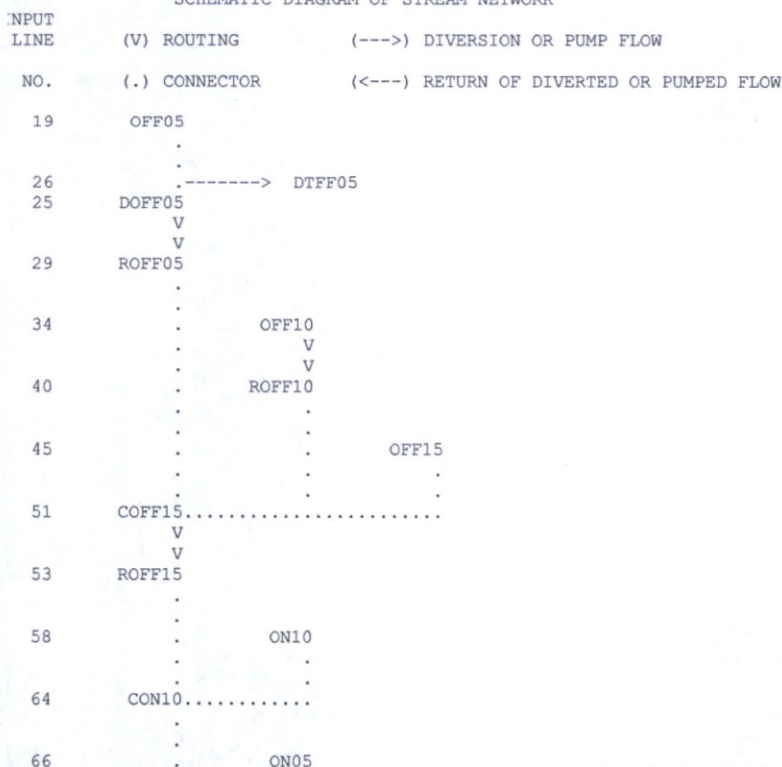 SCHEMATIC DIAGRAM OF STREAM NETWORK
INPUT
LINE (V) ROUTING (--->) DIVERSION OR PUMP FLOW
NO. (.) CONNECTOR (<---) RETURN OF DIVERTED OR PUMPED FLOW
19 OFF05
.
.
26 .-------> DTFF05
25 DOFF05
V
V
29 ROFF05
.
.
34 . OFF10
. V
. V
40 . ROFF10
. .
. .
45 . . OFF15
. . .
. . .
51 COFF15........................
V
V
53 ROFF15
.
.
58 . ON10
. .
. .
64 CON10............
.
.
66 . ON05